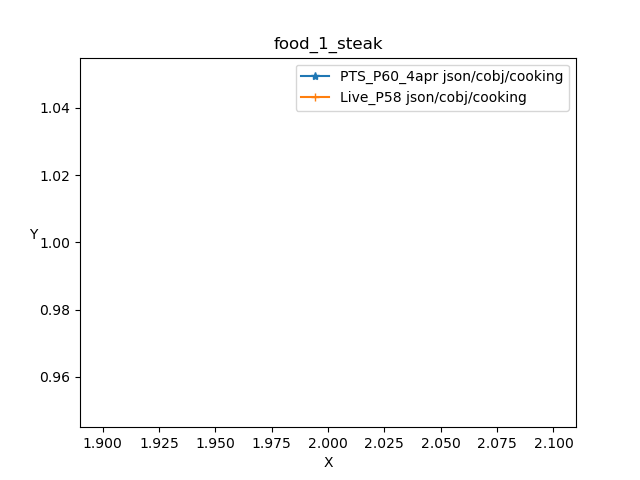 food_1_steak
PTS_P60_4apr json/cobj/cooking
Live_P58 json/cobj/cooking
1.04
1.02
Y
1.00
0.98
0.96
1.900 1.925 1.950 1.975 2.000 2.025 2.050 2.075 2.100
X